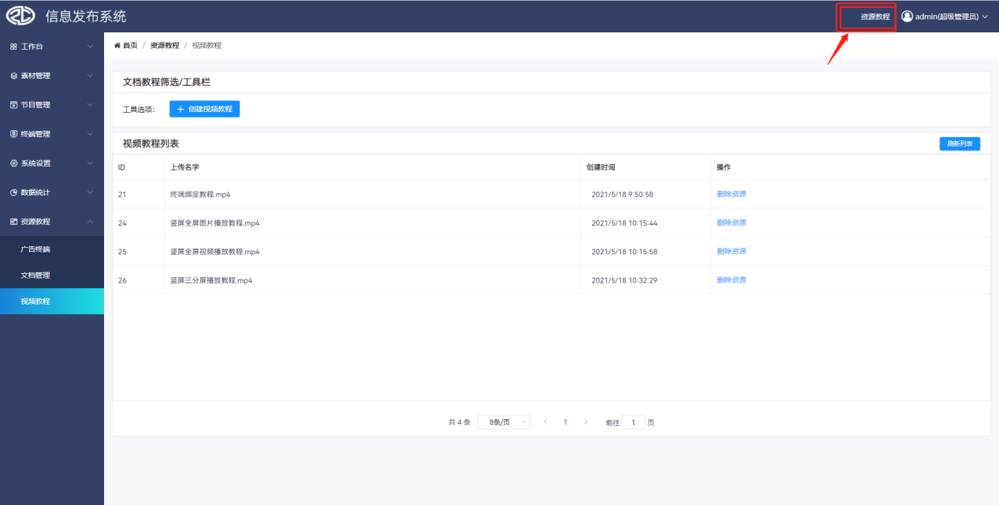 信息发布系统
资源教程
admin(超级管理员)
工作台
素材管理
节目管理
终端管理
系统设置
数据统计
资源教程
广告终端
文档管理
视频教程
首页 / 资源教程 / 视频教程
文档教程筛选/工具栏
工具选项:
+ 创建视频教程
视频教程列表
刷新列表
ID 上传名字 创建时间 操作
21 终端绑定教程.mp4 2021/5/18 9:50:58 删除资源
24 竖屏全屏图片播放教程.mp4 2021/5/18 10:15:44 删除资源
25 竖屏全屏视频播放教程.mp4 2021/5/18 10:15:58 删除资源
26 竖屏三分屏播放教程.mp4 2021/5/18 10:32:29 删除资源
共 4 条 8条/页 < 1 > 前往 1 页